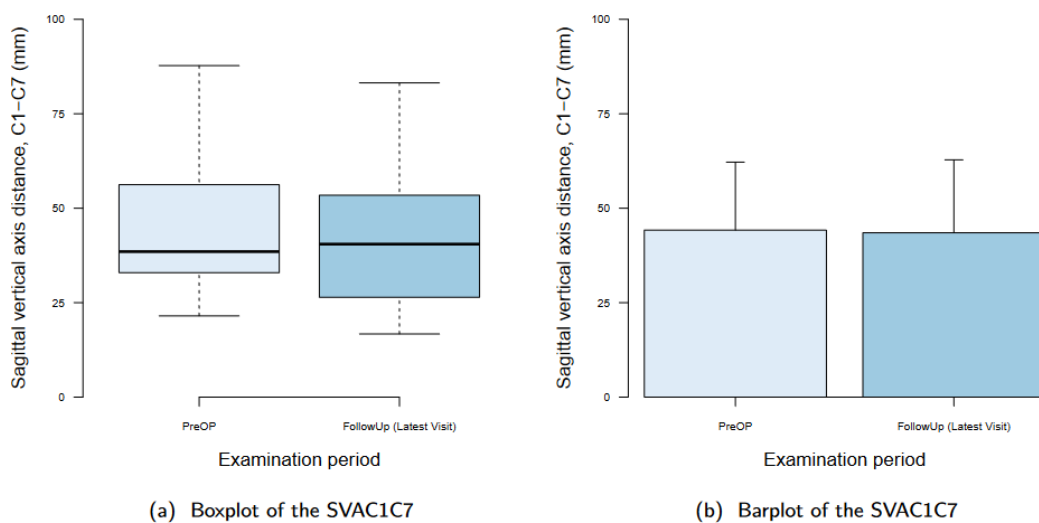 Sagittal vertical axis distance, C1−C7 (mm)
100
75
50
25
0
PreOP
FollowUp (Latest Visit)
Examination period
(a) Boxplot of the SVAC1C7
Sagittal vertical axis distance, C1−C7 (mm)
100
75
50
25
0
PreOP
FollowUp (Latest Visit)
Examination period
(b) Barplot of the SVAC1C7